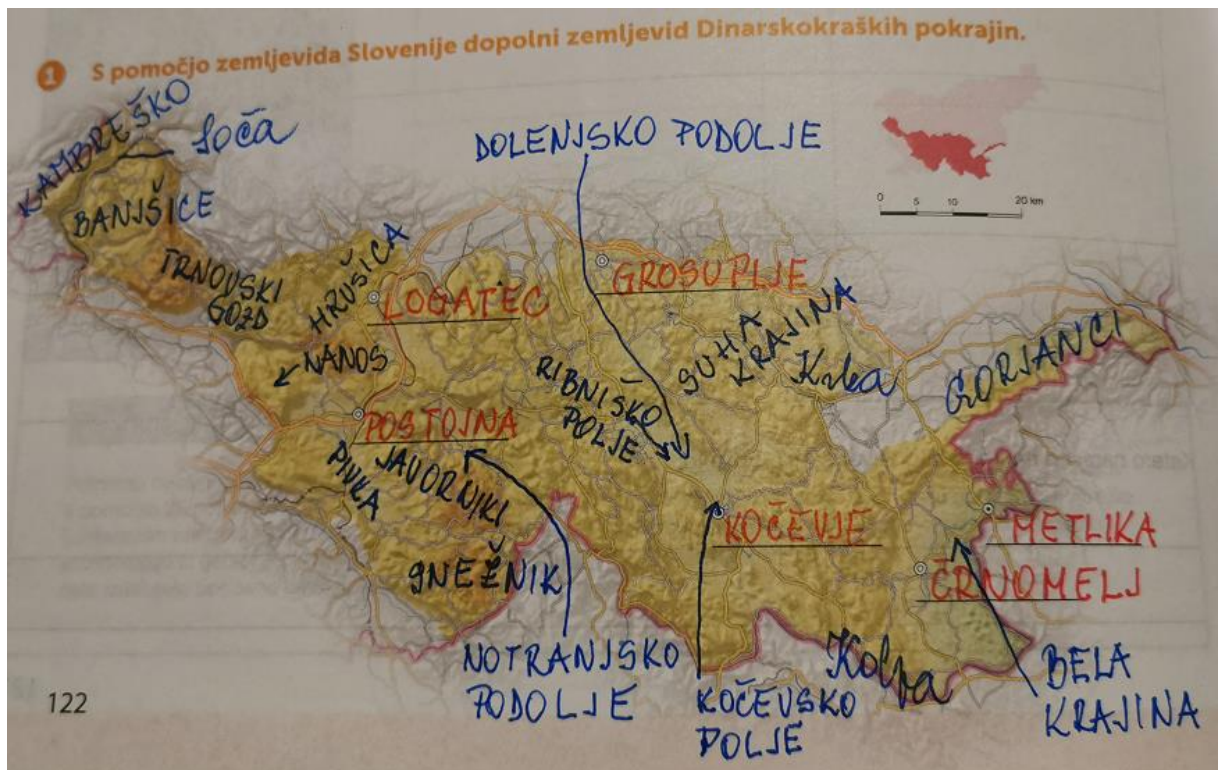 1 S pomočjo zemljevida Slovenije dopolni zemljevid Dinarskokraških pokrajin.
KAMBREŠKO
Soča
DOLENJSKO PODOLJE
0 5 10 20 km
BANJŠICE
TRNOVSKI
GOZD
HRUŠICA
LOGATEC
GROSUPLJE
NANOS
RIBNIŠKO
POLJE
SUHA
KRAJINA
Krka
GORJANCI
POSTOJNA
PIVKA
JAVORNIKI
SNEŽNIK
KOČEVJE
METLIKA
ČRNOMELJ
NOTRANJSKO
PODOLJE
KOČEVSKO
POLJE
Kolpa
BELA
KRAJINA
122